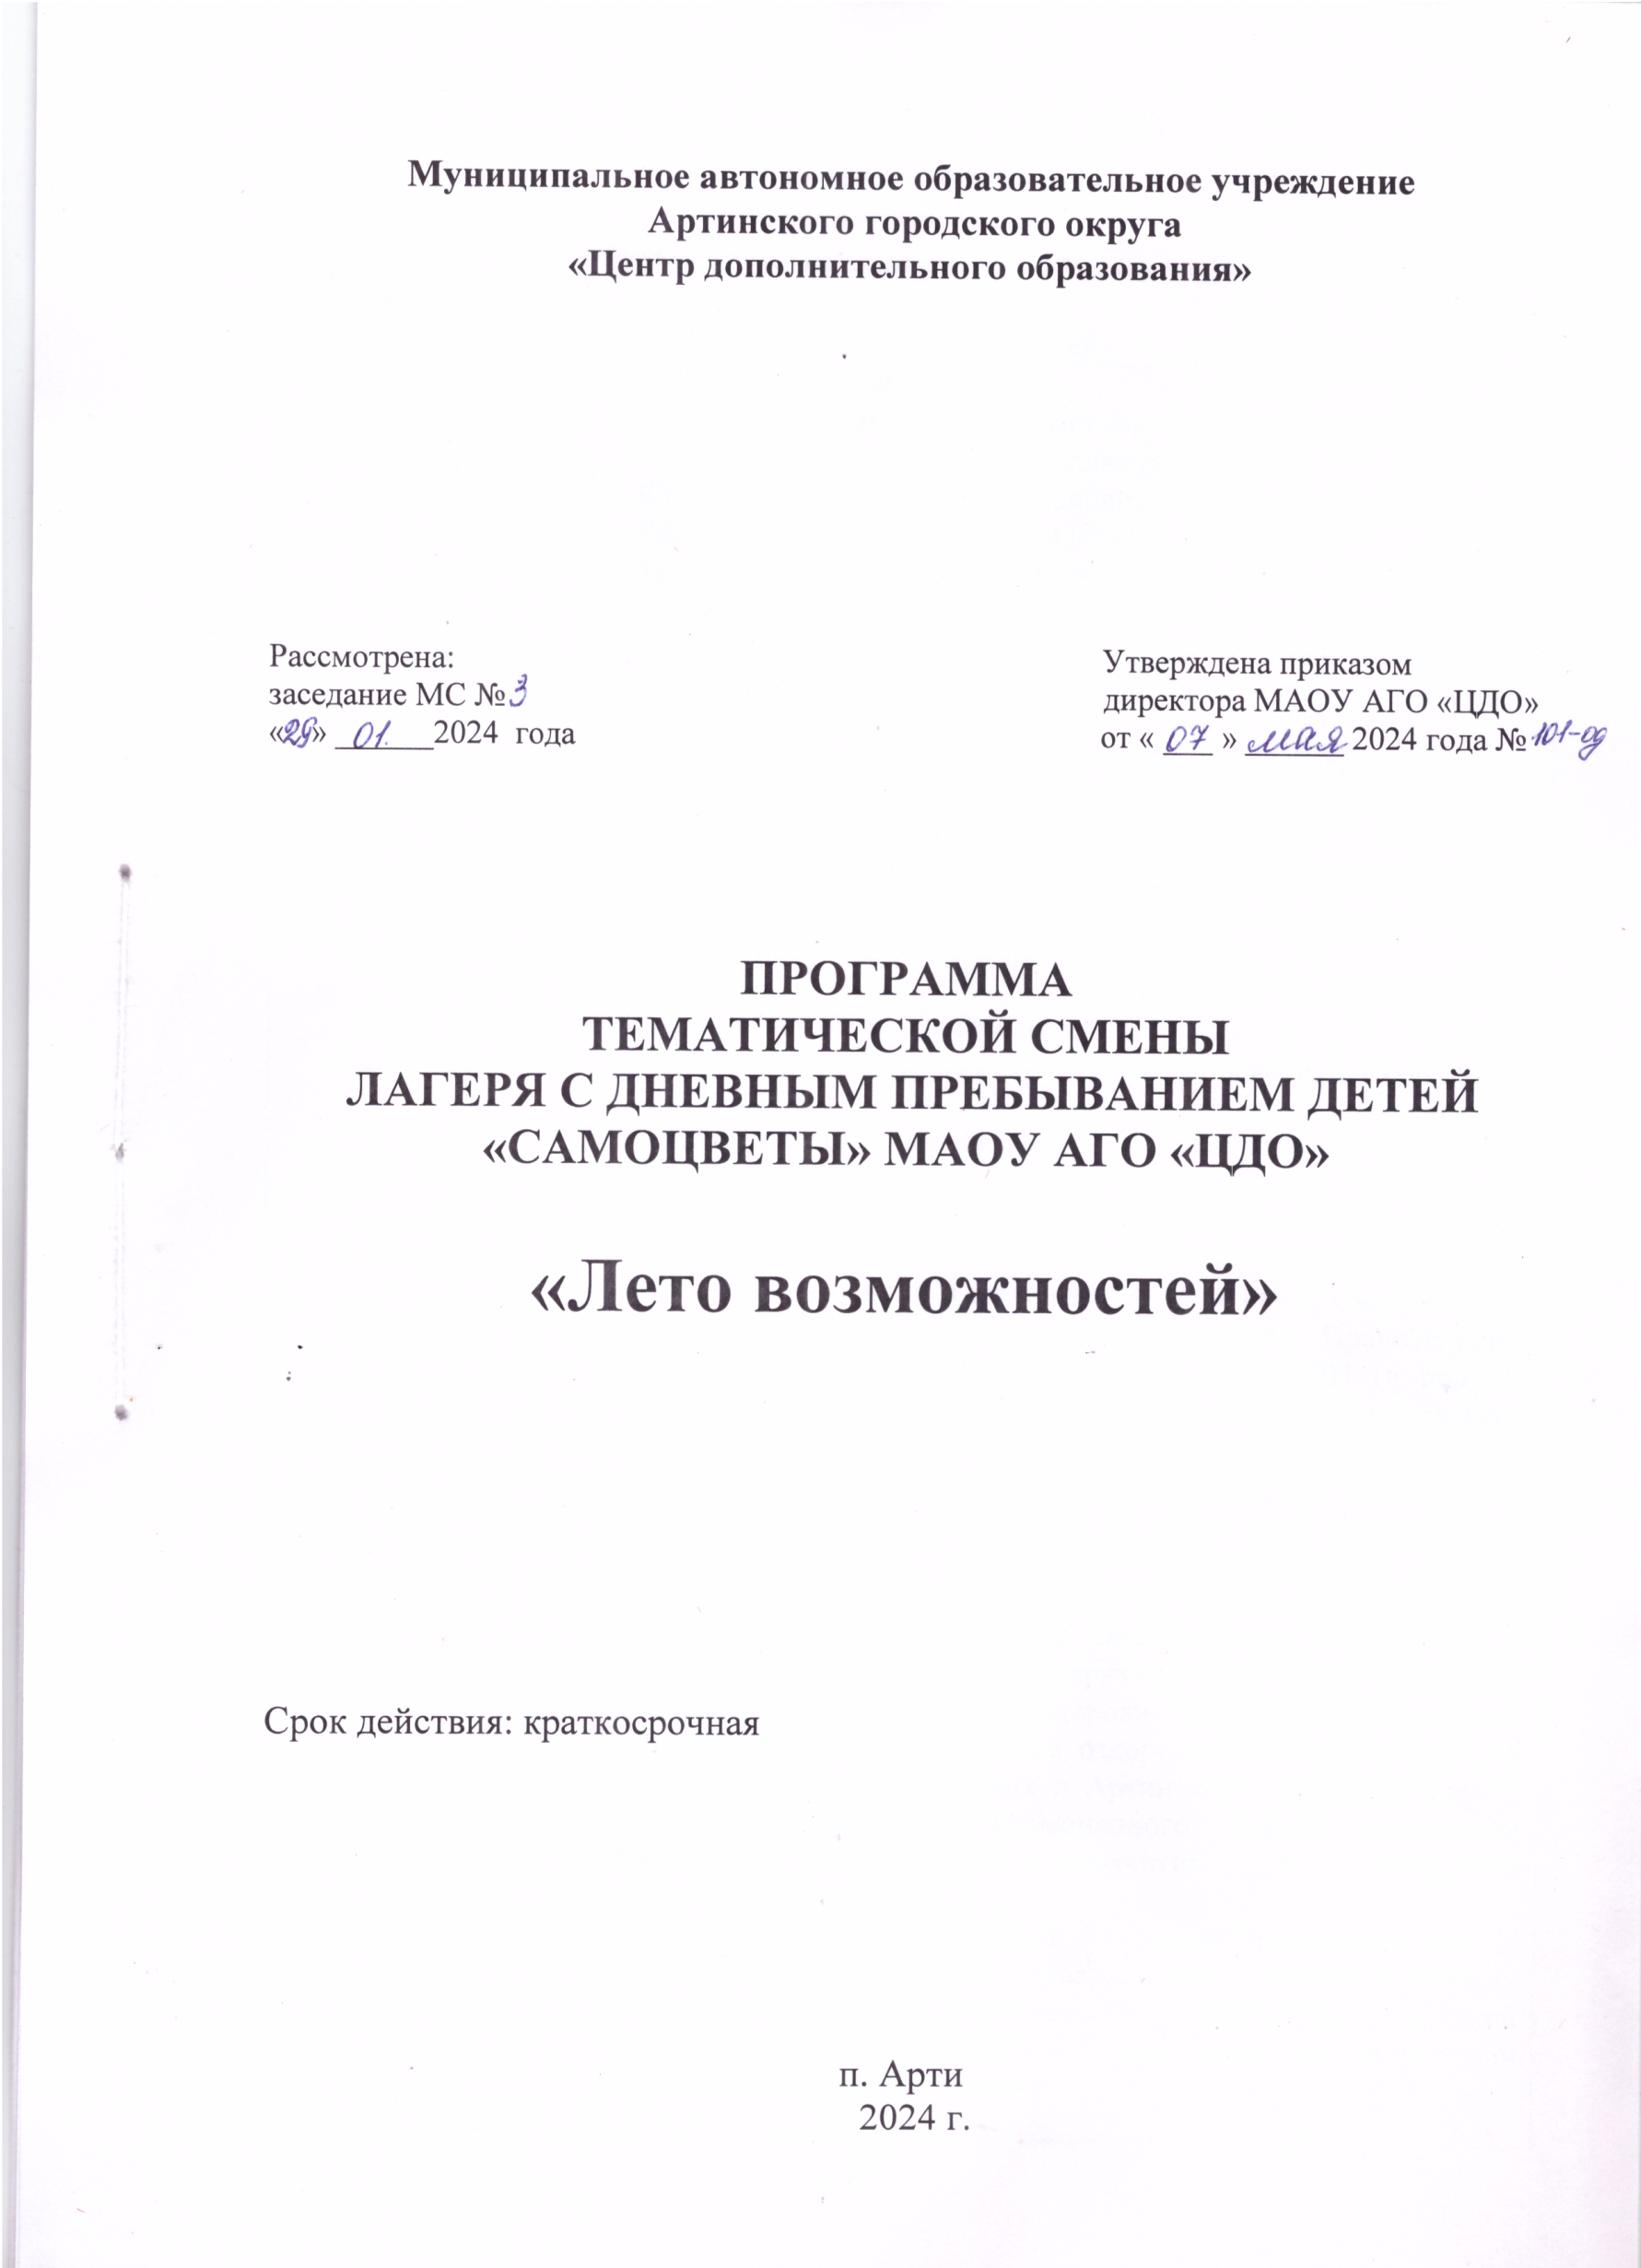 Муниципальное автономное образовательное учреждение
Артинского городского округа
«Центр дополнительного образования»
Рассмотрена:
заседание МС №3
«29» 01. 2024 года
Утверждена приказом
директора МАОУ АГО «ЦДО»
от « 07 » мая 2024 года № 101-од
ПРОГРАММА
ТЕМАТИЧЕСКОЙ СМЕНЫ
ЛАГЕРЯ С ДНЕВНЫМ ПРЕБЫВАНИЕМ ДЕТЕЙ
«САМОЦВЕТЫ» МАОУ АГО «ЦДО»
«Лето возможностей»
Срок действия: краткосрочная
п. Арти
2024 г.